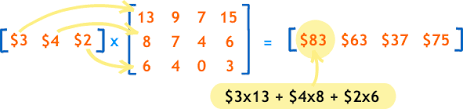 [$3 $4 $2] x [13 9 7 15 = [$83 $63 $37 $75]
8 7 4 6
6 4 0 3]
$3x13 + $4x8 + $2x6